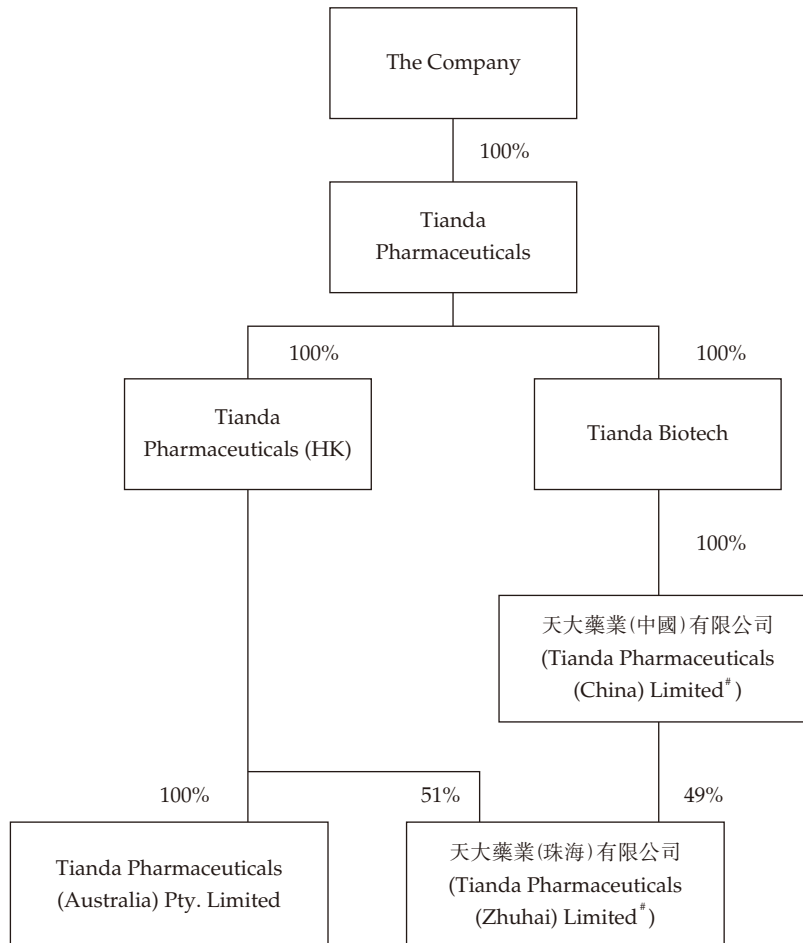 The Company
100%
Tianda
Pharmaceuticals
100%
100%
Tianda
Pharmaceuticals (HK)
Tianda Biotech
100%
天大藥業(中國)有限公司
(Tianda Pharmaceuticals
(China) Limited#)
100%
51%
49%
Tianda Pharmaceuticals
(Australia) Pty. Limited
天大藥業(珠海)有限公司
(Tianda Pharmaceuticals
(Zhuhai) Limited#)